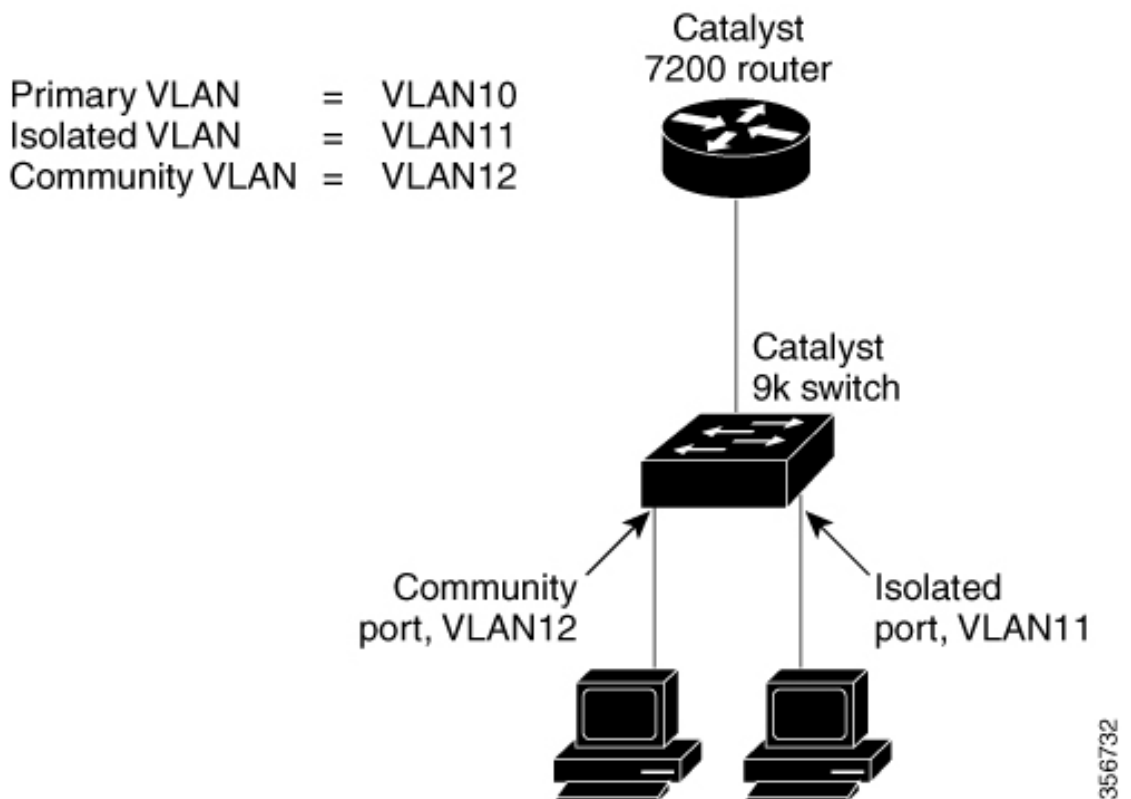 Catalyst
7200 router
Primary VLAN = VLAN10
Isolated VLAN = VLAN11
Community VLAN = VLAN12
Catalyst
9k switch
Community
port, VLAN12
Isolated
port, VLAN11
356732